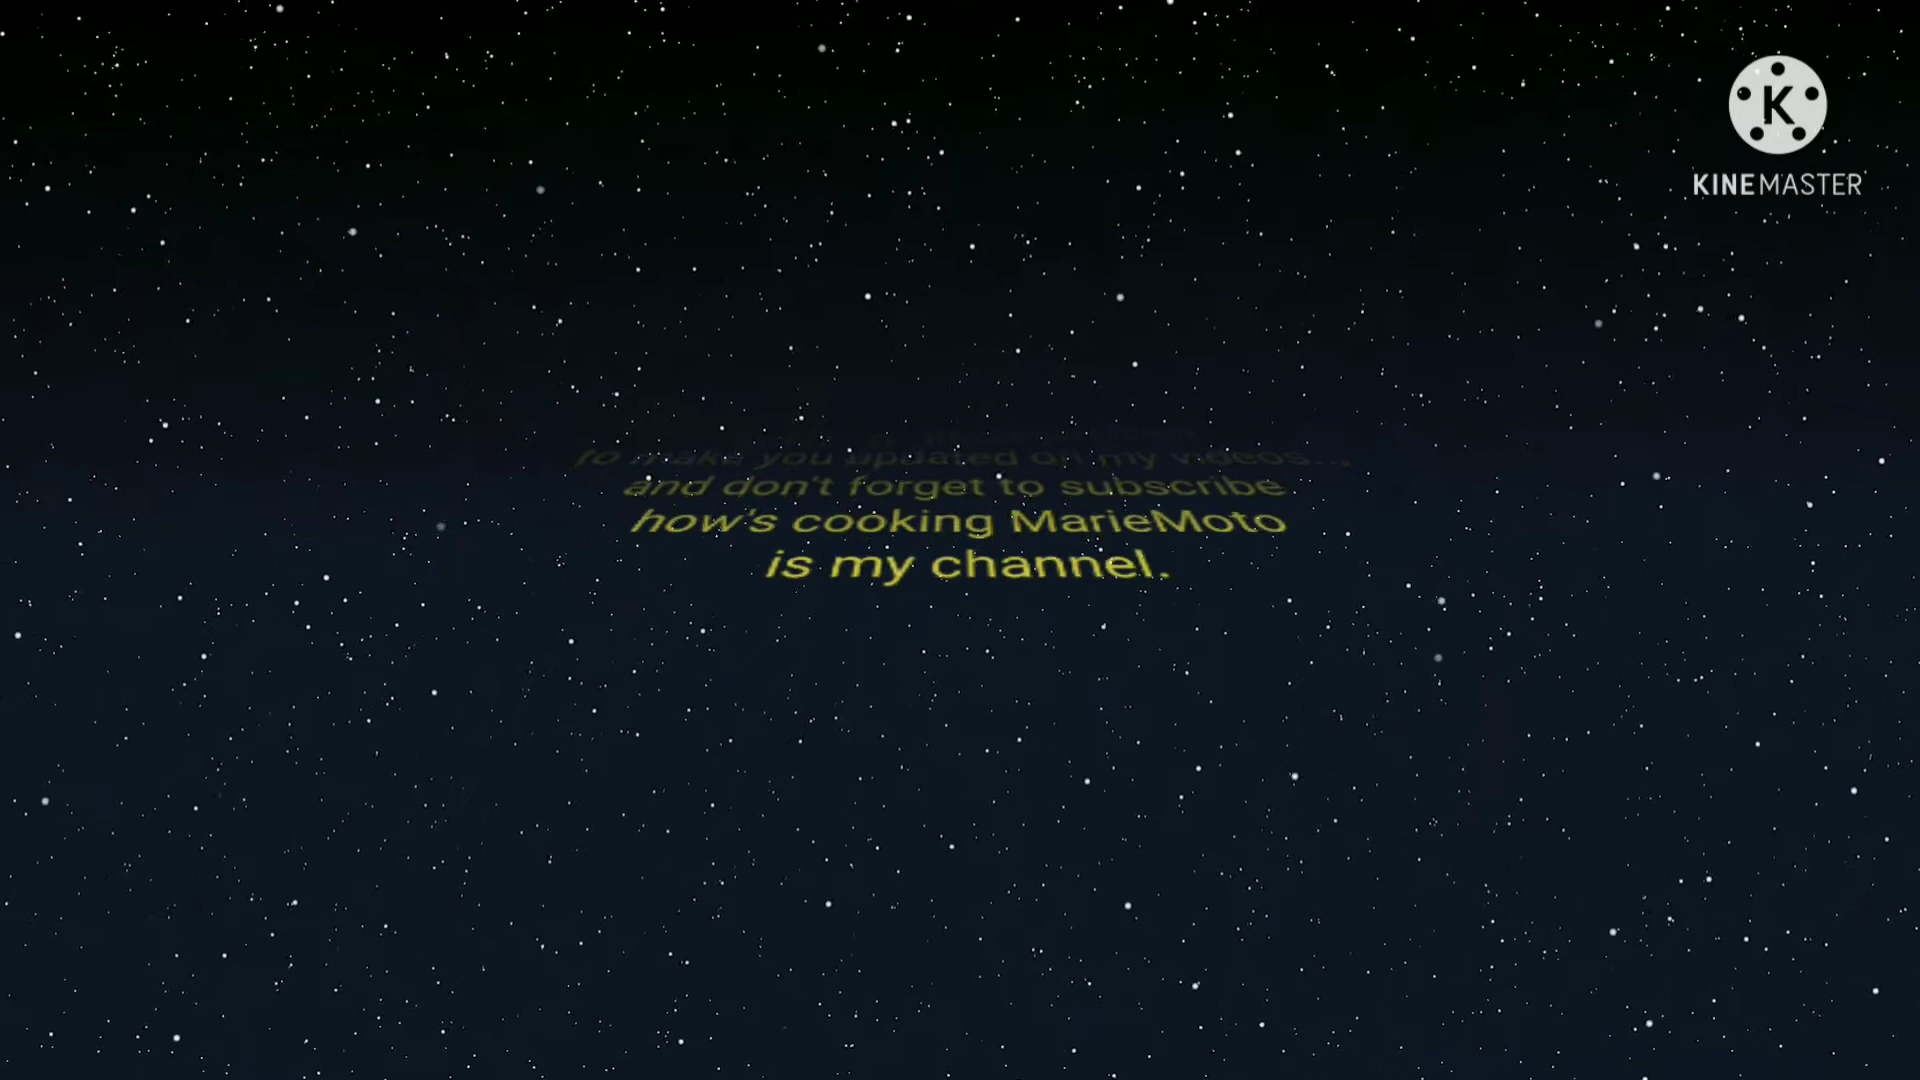 K
KINEMASTER
to make you updated on my videos...,
and don't forget to subscribe
how's cooking MarieMoto
is my channel.